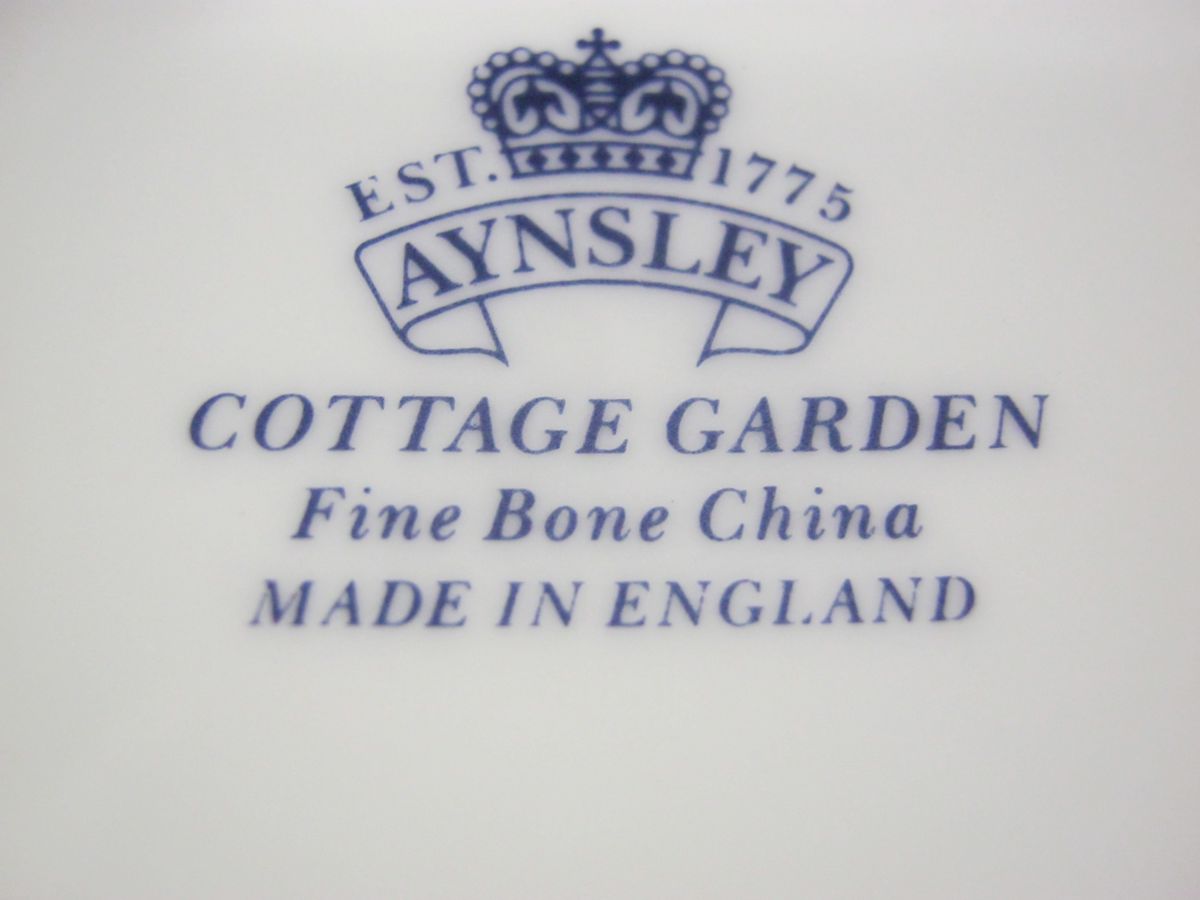 EST. 1775
AYNSLEY
COTTAGE GARDEN
Fine Bone China
MADE IN ENGLAND